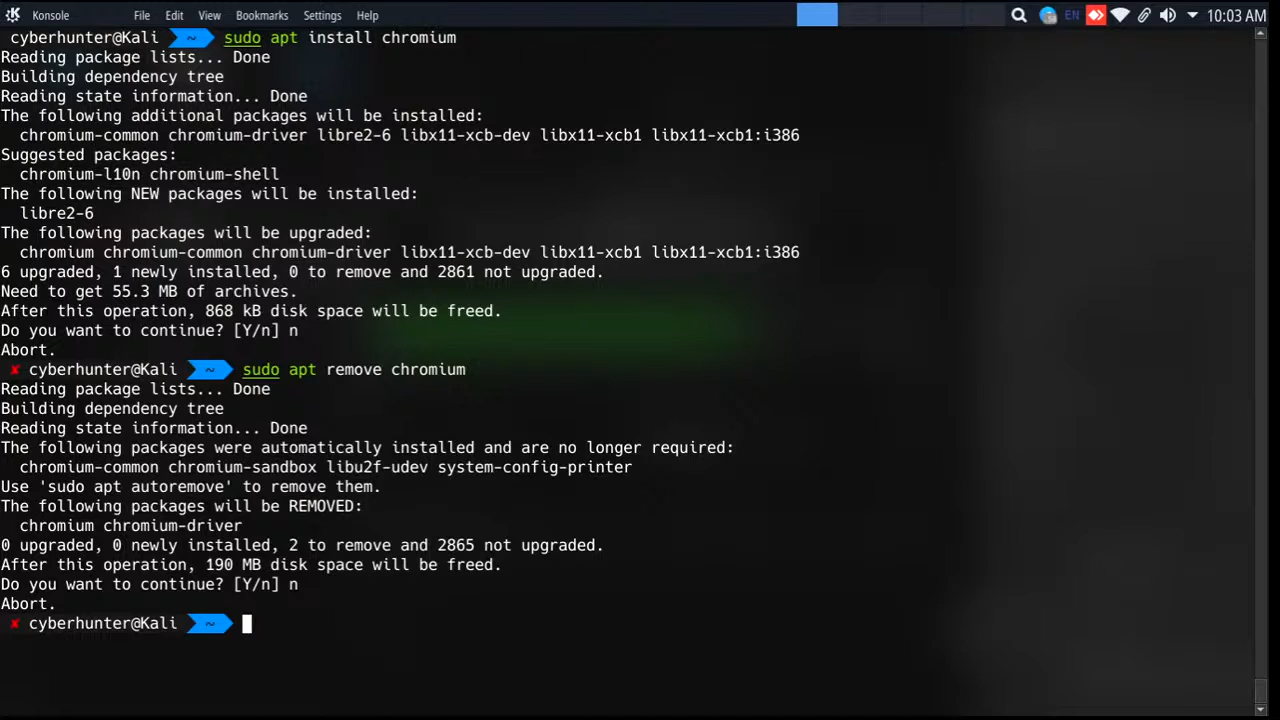 Konsole File Edit View Bookmarks Settings Help EN 10:03 AM
cyberhunter@Kali ~ sudo apt install chromium
Reading package lists... Done
Building dependency tree
Reading state information... Done
The following additional packages will be installed:
chromium-common chromium-driver libre2-6 libx11-xcb-dev libx11-xcb1 libx11-xcb1:i386
Suggested packages:
chromium-l10n chromium-shell
The following NEW packages will be installed:
libre2-6
The following packages will be upgraded:
chromium chromium-common chromium-driver libx11-xcb-dev libx11-xcb1 libx11-xcb1:i386
6 upgraded, 1 newly installed, 0 to remove and 2861 not upgraded.
Need to get 55.3 MB of archives.
After this operation, 868 kB disk space will be freed.
Do you want to continue? [Y/n] n
Abort.
✘ cyberhunter@Kali ~ sudo apt remove chromium
Reading package lists... Done
Building dependency tree
Reading state information... Done
The following packages were automatically installed and are no longer required:
chromium-common chromium-sandbox libu2f-udev system-config-printer
Use 'sudo apt autoremove' to remove them.
The following packages will be REMOVED:
chromium chromium-driver
0 upgraded, 0 newly installed, 2 to remove and 2865 not upgraded.
After this operation, 190 MB disk space will be freed.
Do you want to continue? [Y/n] n
Abort.
✘ cyberhunter@Kali ~